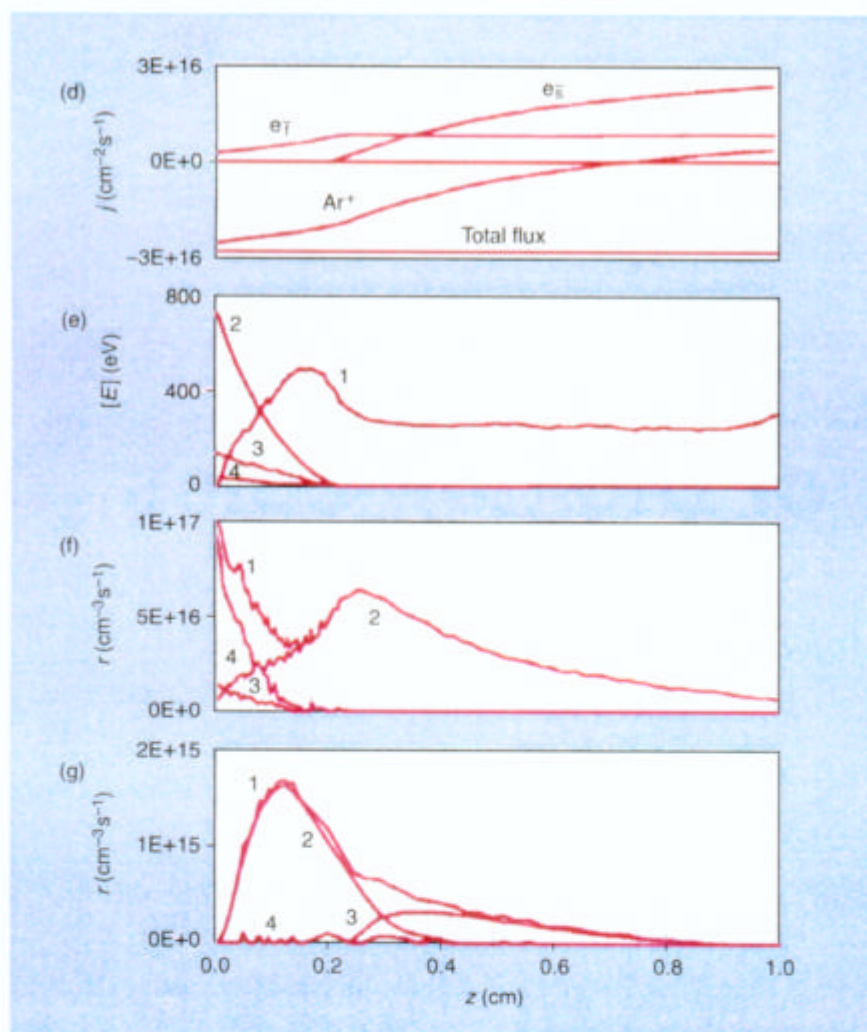 (d)
j (cm⁻²s⁻¹)
3E+16
0E+0
−3E+16
e⁻f
e⁻s
Ar⁺
Total flux
(e)
[E] (eV)
800
400
0
2
1
3
4
(f)
r (cm⁻³s⁻¹)
1E+17
5E+16
0E+0
1
2
4
3
(g)
r (cm⁻³s⁻¹)
2E+15
1E+15
0E+0
1
2
3
4
0.0 0.2 0.4 0.6 0.8 1.0
z (cm)